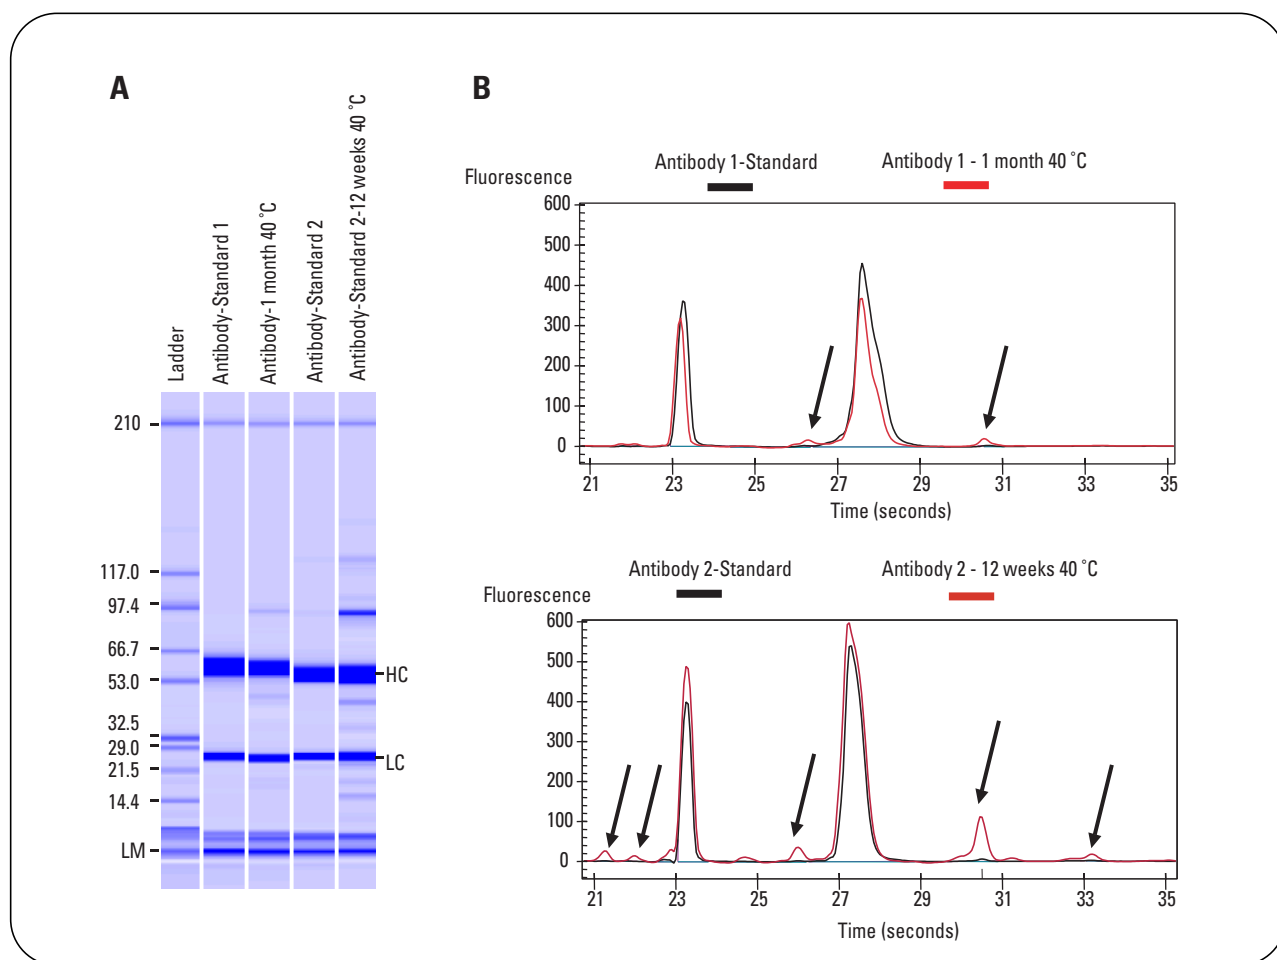 A
Ladder
Antibody-Standard 1
Antibody-1 month 40 °C
Antibody-Standard 2
Antibody-Standard 2-12 weeks 40 °C
210
117.0
97.4
66.7
53.0
32.5
29.0
21.5
14.4
LM
HC
LC
B
Antibody 1-Standard
Antibody 1 - 1 month 40 °C
Fluorescence
600
500
400
300
200
100
0
21 23 25 27 29 31 33 35
Time (seconds)
Antibody 2-Standard
Antibody 2 - 12 weeks 40 °C
Fluorescence
600
500
400
300
200
100
0
21 23 25 27 29 31 33 35
Time (seconds)